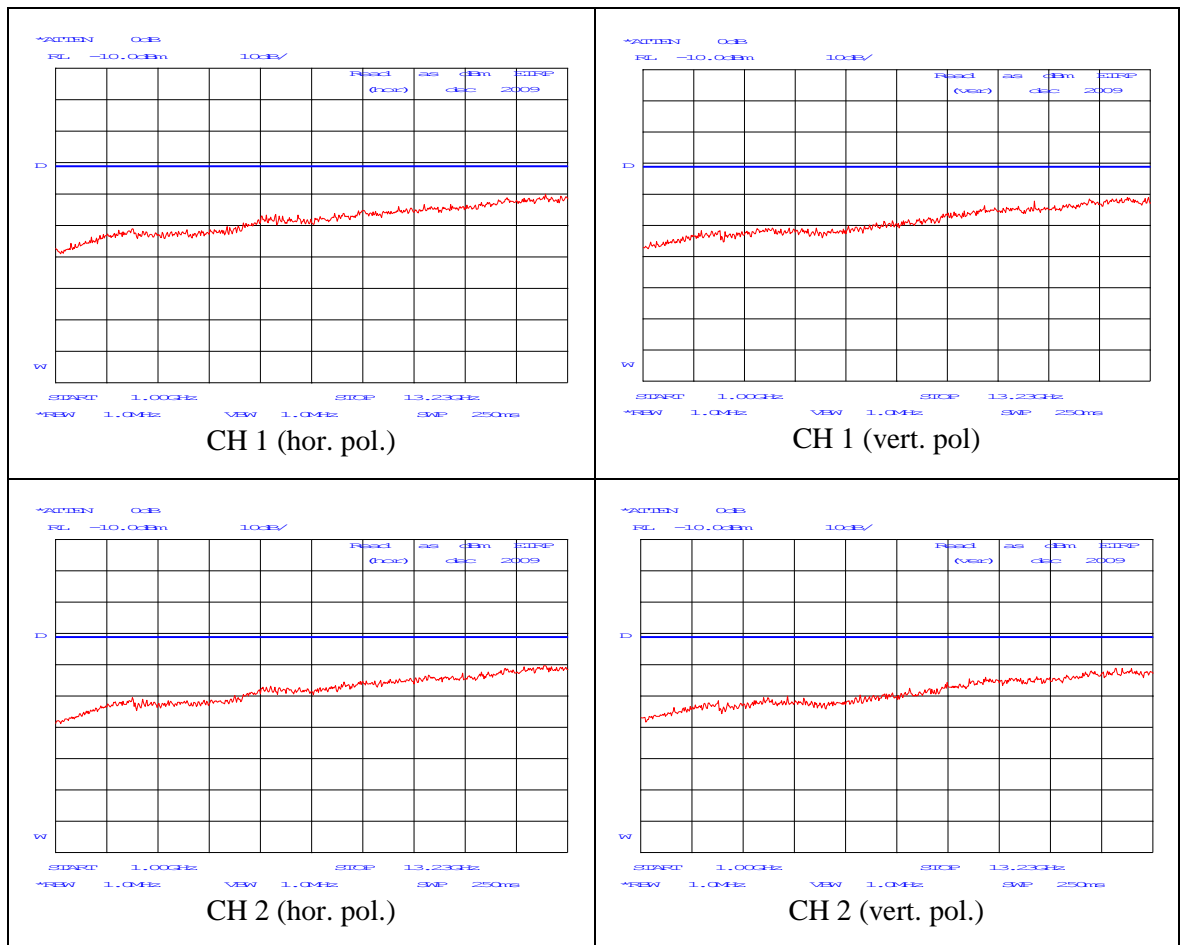 *ATTEN 0dB
RL -10.0dBm 10dB/
Read as dBm EIRP
(hor) dec 2009
D
W
START 1.00GHz STOP 13.23GHz
*RBW 1.0MHz VBW 1.0MHz SWP 250ms
CH 1 (hor. pol.)
*ATTEN 0dB
RL -10.0dBm 10dB/
Read as dBm EIRP
(ver) dec 2009
D
W
START 1.00GHz STOP 13.23GHz
*RBW 1.0MHz VBW 1.0MHz SWP 250ms
CH 1 (vert. pol)
*ATTEN 0dB
RL -10.0dBm 10dB/
Read as dBm EIRP
(hor) dec 2009
D
W
START 1.00GHz STOP 13.23GHz
*RBW 1.0MHz VBW 1.0MHz SWP 250ms
CH 2 (hor. pol.)
*ATTEN 0dB
RL -10.0dBm 10dB/
Read as dBm EIRP
(ver) dec 2009
D
W
START 1.00GHz STOP 13.23GHz
*RBW 1.0MHz VBW 1.0MHz SWP 250ms
CH 2 (vert. pol.)